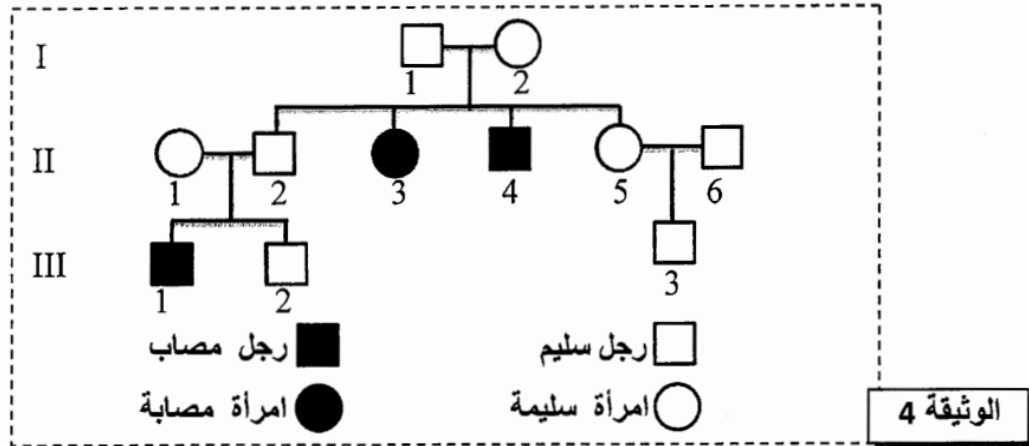 I
1 2
II
1 2 3 4 5 6
III
1 2 3
رجل سليم رجل مصاب
امرأة سليمة امرأة مصابة
الوثيقة 4